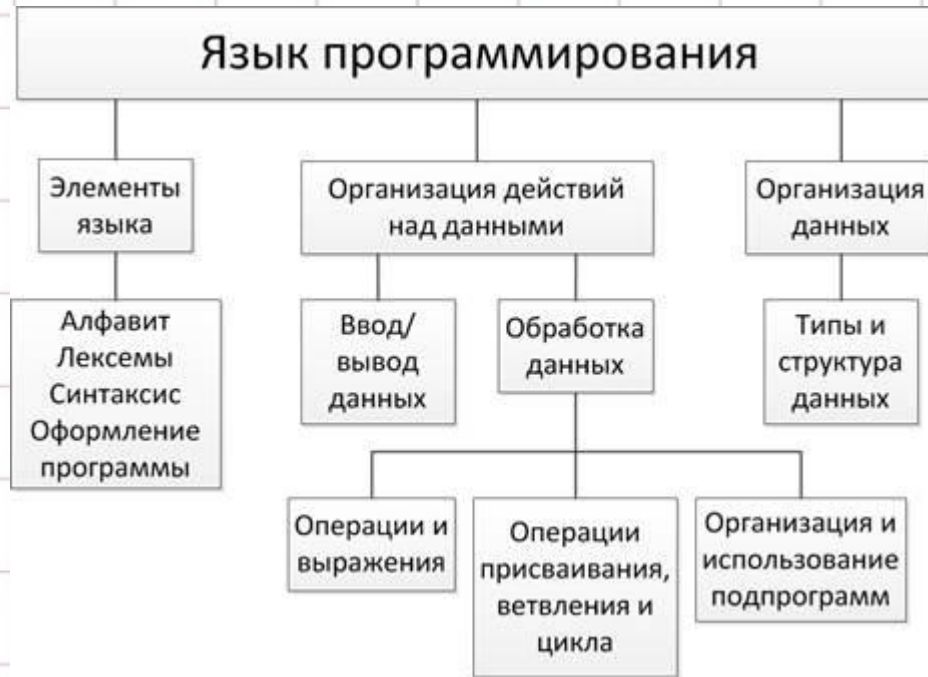 Язык программирования
Элементы
языка
Организация действий
над данными
Организация
данных
Алфавит
Лексемы
Синтаксис
Оформление
программы
Ввод/
вывод
данных
Обработка
данных
Типы и
структура
данных
Операции и
выражения
Операции
присваивания,
ветвления и
цикла
Организация и
использование
подпрограмм